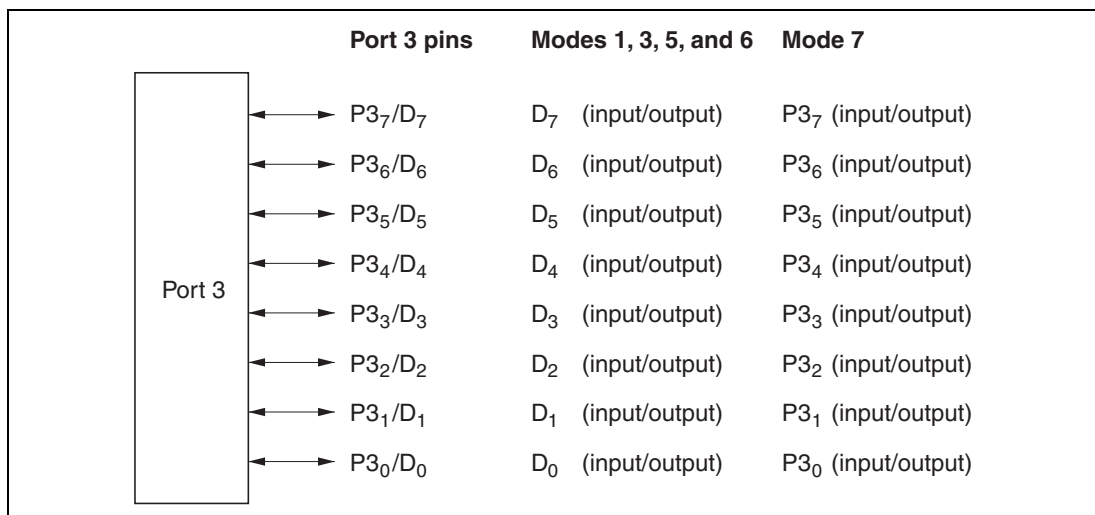 Port 3 pins Modes 1, 3, 5, and 6 Mode 7
P3₇/D₇ D₇ (input/output) P3₇ (input/output)
P3₆/D₆ D₆ (input/output) P3₆ (input/output)
P3₅/D₅ D₅ (input/output) P3₅ (input/output)
P3₄/D₄ D₄ (input/output) P3₄ (input/output)
Port 3
P3₃/D₃ D₃ (input/output) P3₃ (input/output)
P3₂/D₂ D₂ (input/output) P3₂ (input/output)
P3₁/D₁ D₁ (input/output) P3₁ (input/output)
P3₀/D₀ D₀ (input/output) P3₀ (input/output)